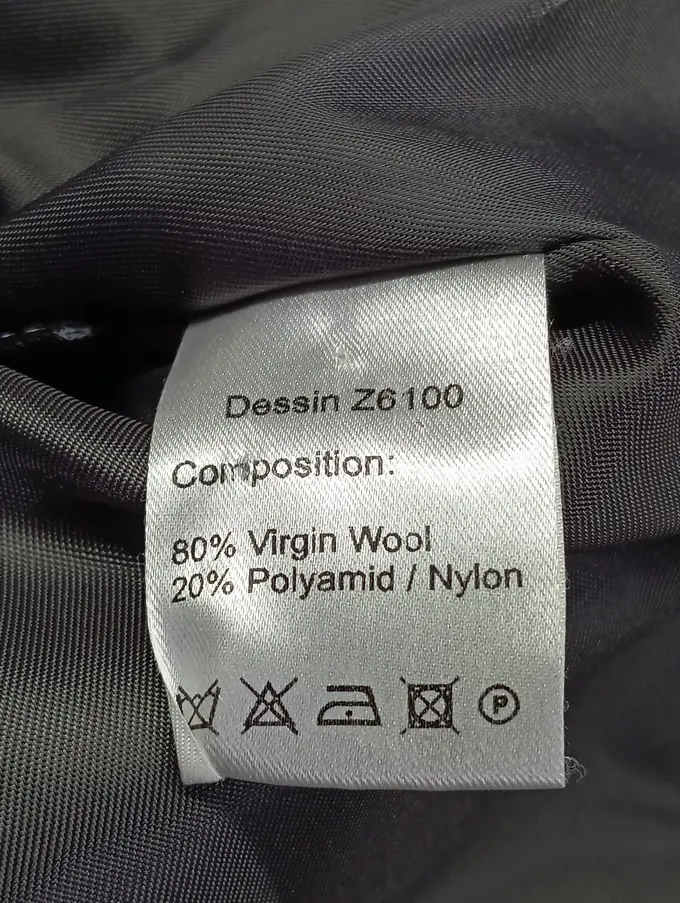 Dessin Z6100
Composition:
80% Virgin Wool
20% Polyamid / Nylon
P